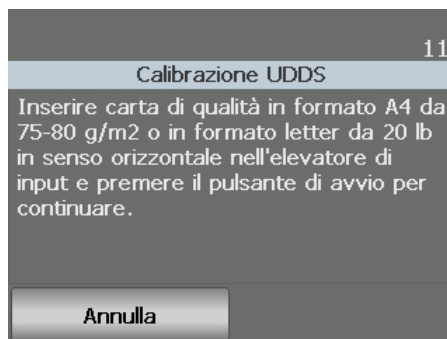 11
Calibrazione UDDS
Inserire carta di qualità in formato A4 da
75-80 g/m2 o in formato letter da 20 lb
in senso orizzontale nell'elevatore di
input e premere il pulsante di avvio per
continuare.
Annulla